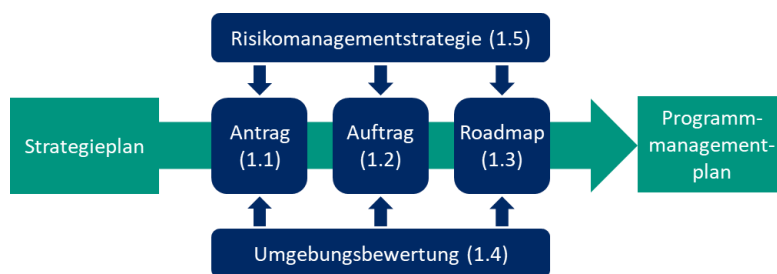 Risikomanagementstrategie (1.5)
Strategieplan
Antrag
(1.1)
Auftrag
(1.2)
Roadmap
(1.3)
Programm-
management-
plan
Umgebungsbewertung (1.4)